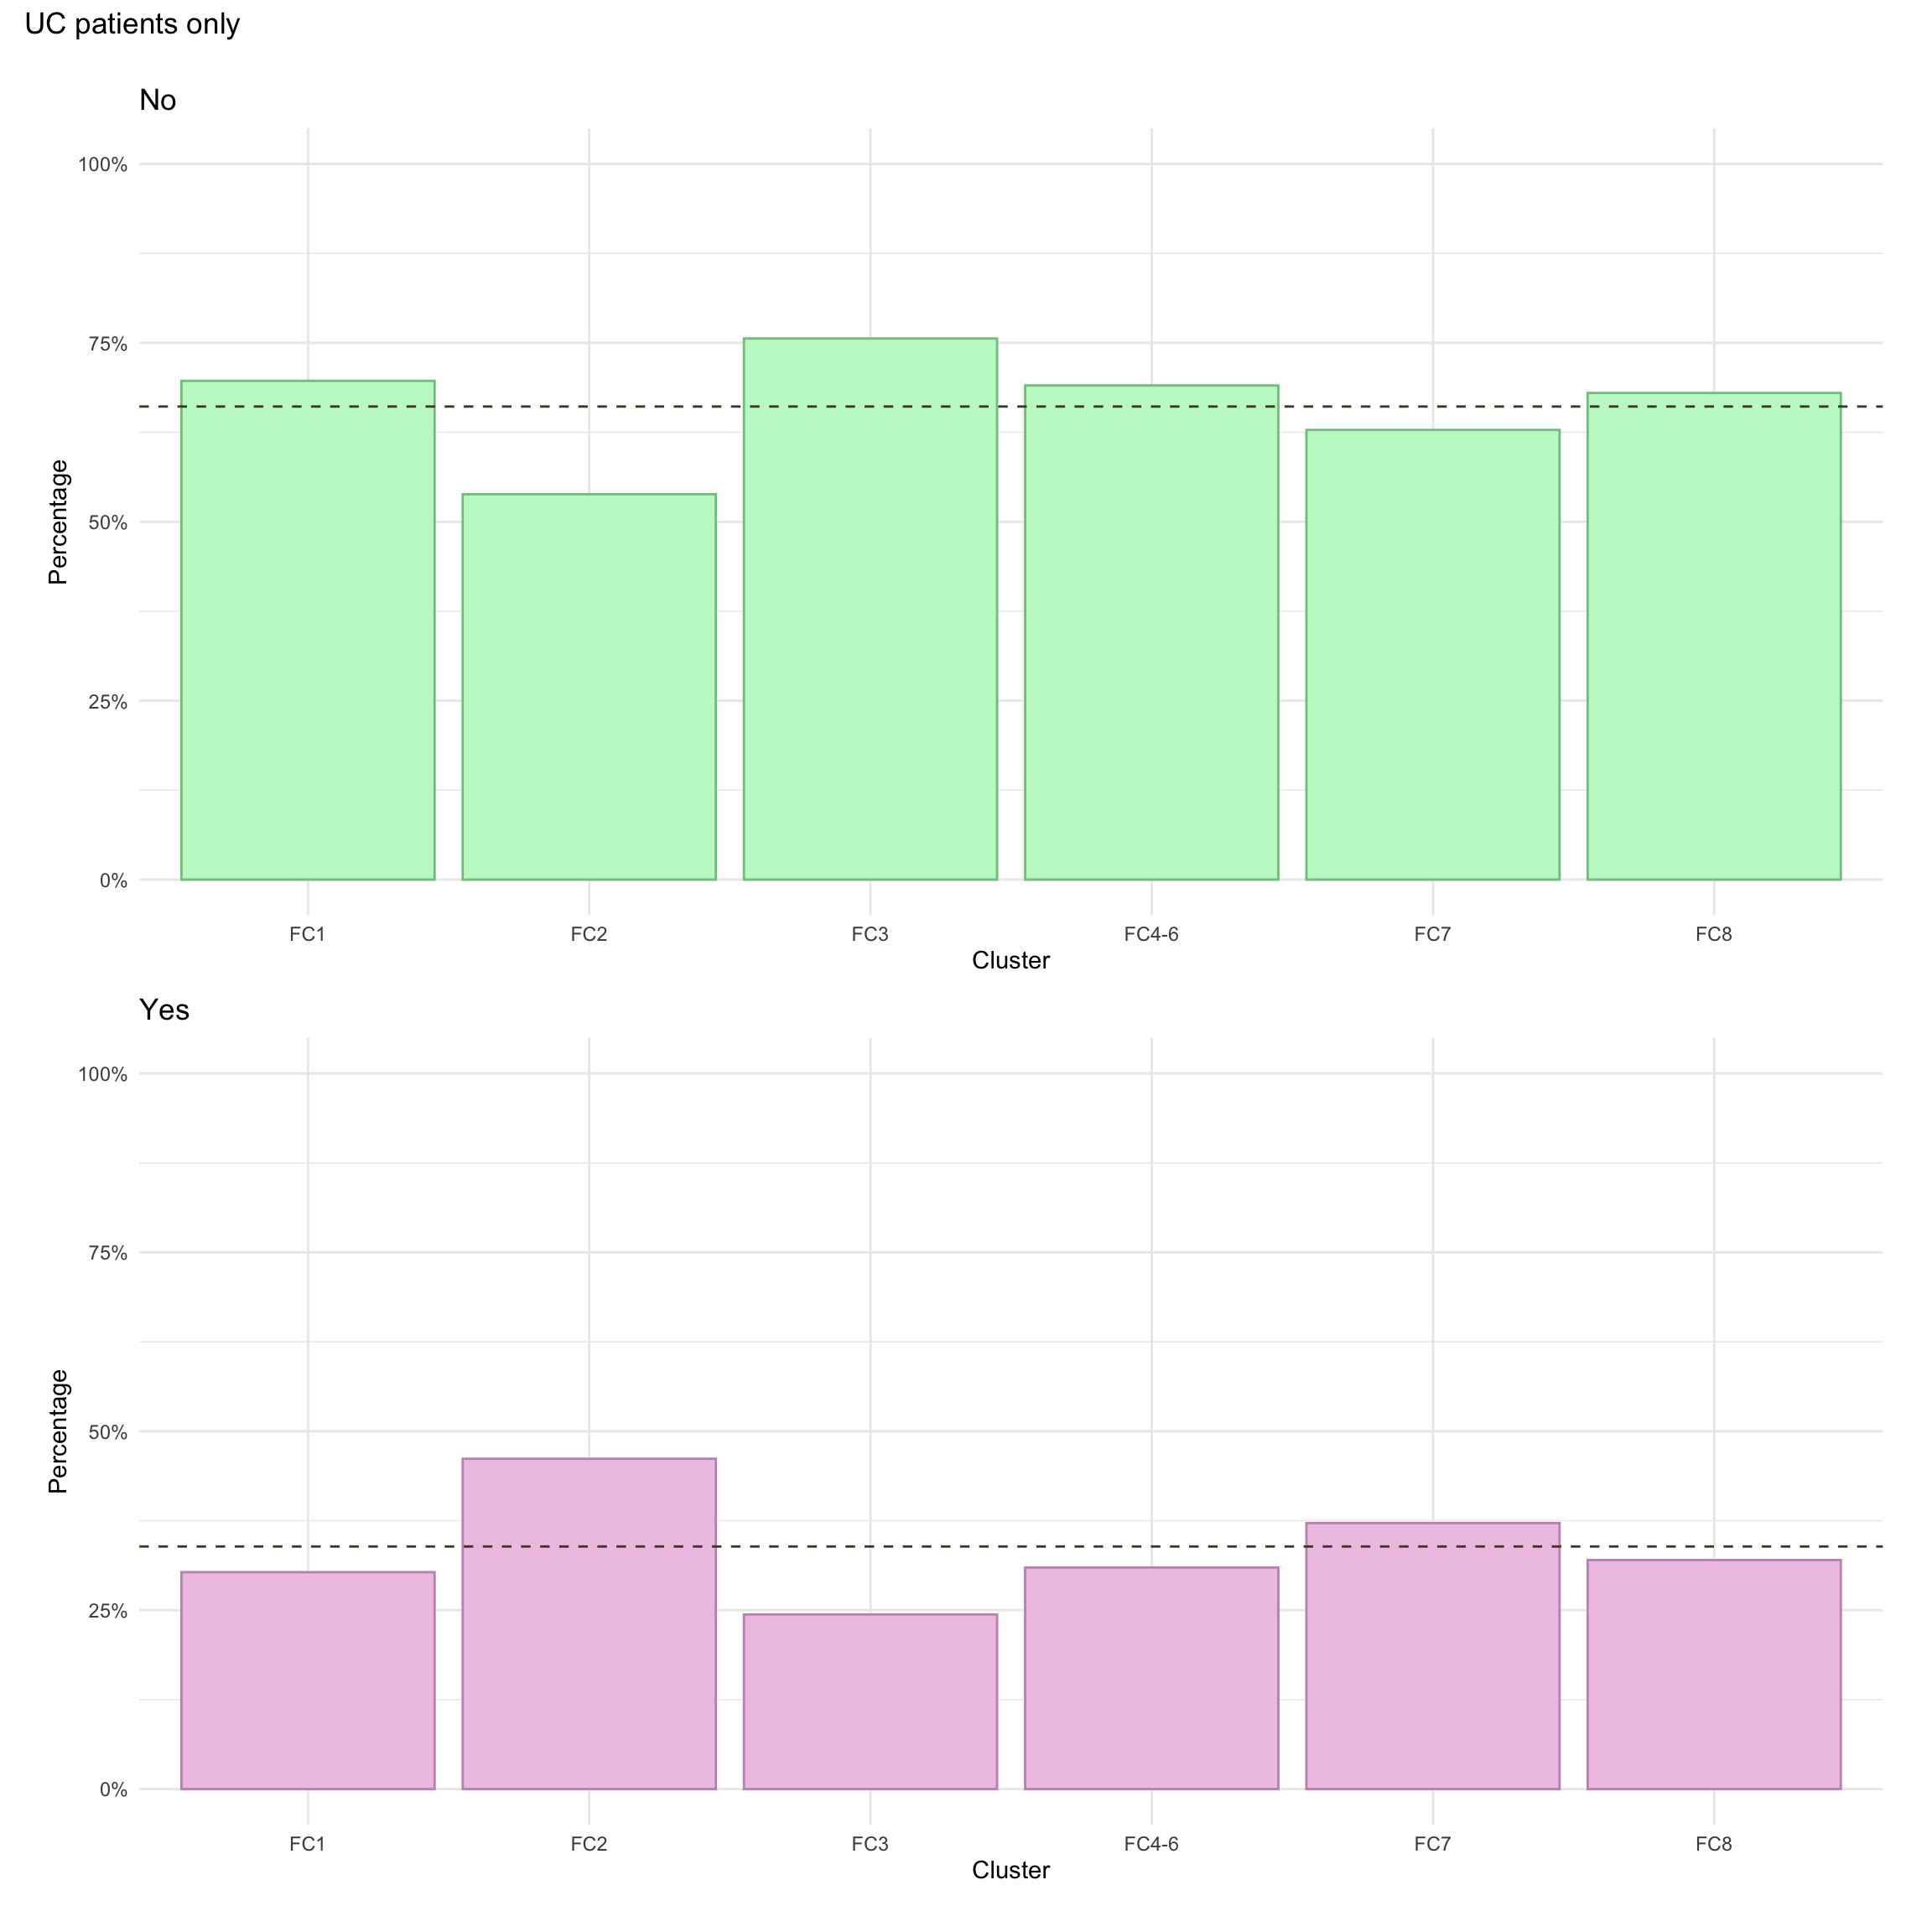 UC patients only
No
100%
75%
50%
25%
0%
Percentage
FC1 FC2 FC3 FC4-6 FC7 FC8
Cluster
Yes
100%
75%
50%
25%
0%
Percentage
FC1 FC2 FC3 FC4-6 FC7 FC8
Cluster